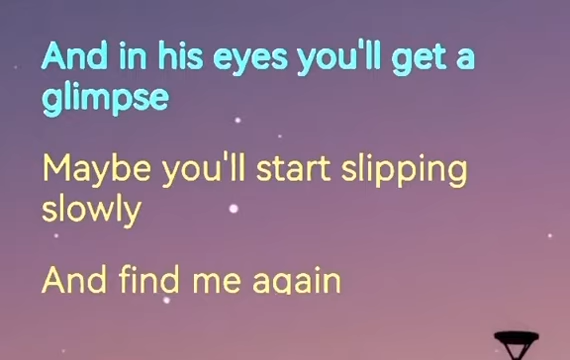 And in his eyes you'll get a
glimpse
Maybe you'll start slipping
slowly
And find me again